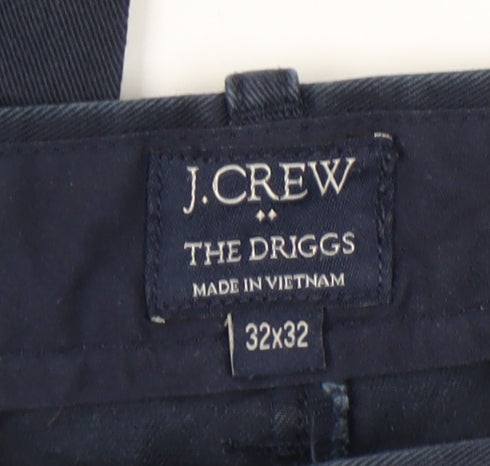 J.CREW
THE DRIGGS
MADE IN VIETNAM
32x32